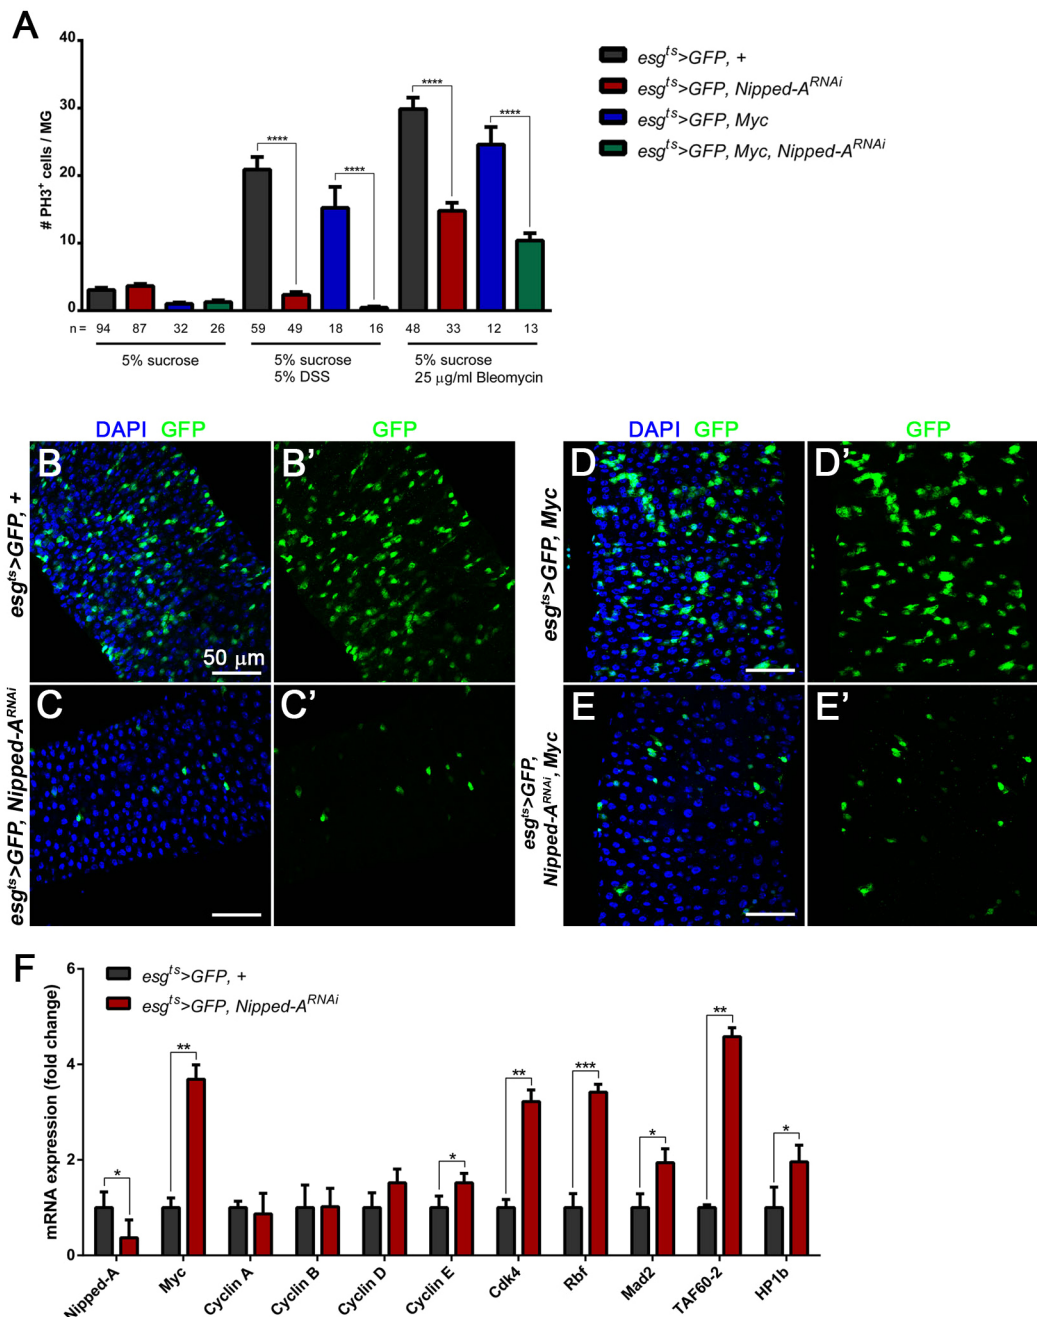 A
# PH3+ cells / MG
40
30
20
10
0
****
****
****
****
esgts>GFP, +
esgts>GFP, Nipped-ARNAi
esgts>GFP, Myc
esgts>GFP, Myc, Nipped-ARNAi
n = 94 87 32 26 59 49 18 16 48 33 12 13
5% sucrose
5% sucrose
5% DSS
5% sucrose
25 μg/ml Bleomycin
DAPI GFP
GFP
DAPI GFP
GFP
esgts>GFP, +
B
50 μm
B'
esgts>GFP, Myc
D
D'
esgts>GFP, Nipped-ARNAi
C
C'
esgts>GFP,
Nipped-ARNAi, Myc
E
E'
F
mRNA expression (fold change)
6
4
2
0
esgts>GFP, +
esgts>GFP, Nipped-ARNAi
*
**
*
**
***
*
**
*
Nipped-A
Myc
Cyclin A
Cyclin B
Cyclin D
Cyclin E
Cdk4
Rbf
Mad2
TAF60-2
HP1b